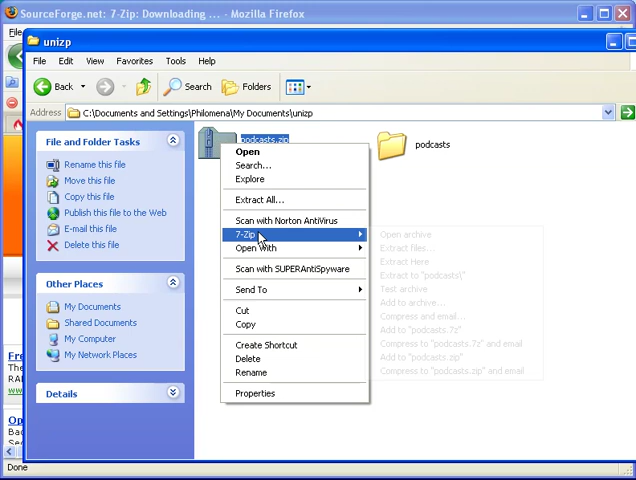 SourceForge.net: 7-Zip: Downloading ... - Mozilla Firefox
unizp
File Edit View Favorites Tools Help
Back Search Folders
Address C:\Documents and Settings\Philomena\My Documents\unizp
File and Folder Tasks
Rename this file
Move this file
Copy this file
Publish this file to the Web
E-mail this file
Delete this file
Other Places
My Documents
Shared Documents
My Computer
My Network Places
Details
podcasts.zip
podcasts
Open
Search...
Explore
Extract All...
Scan with Norton AntiVirus
7-Zip
Open With
Scan with SUPERAntiSpyware
Send To
Cut
Copy
Create Shortcut
Delete
Rename
Properties
Open archive
Extract files...
Extract Here
Extract to "podcasts\"
Test archive
Add to archive...
Compress and email...
Add to "podcasts.7z"
Compress to "podcasts.7z" and email
Add to "podcasts.zip"
Compress to "podcasts.zip" and email
Done